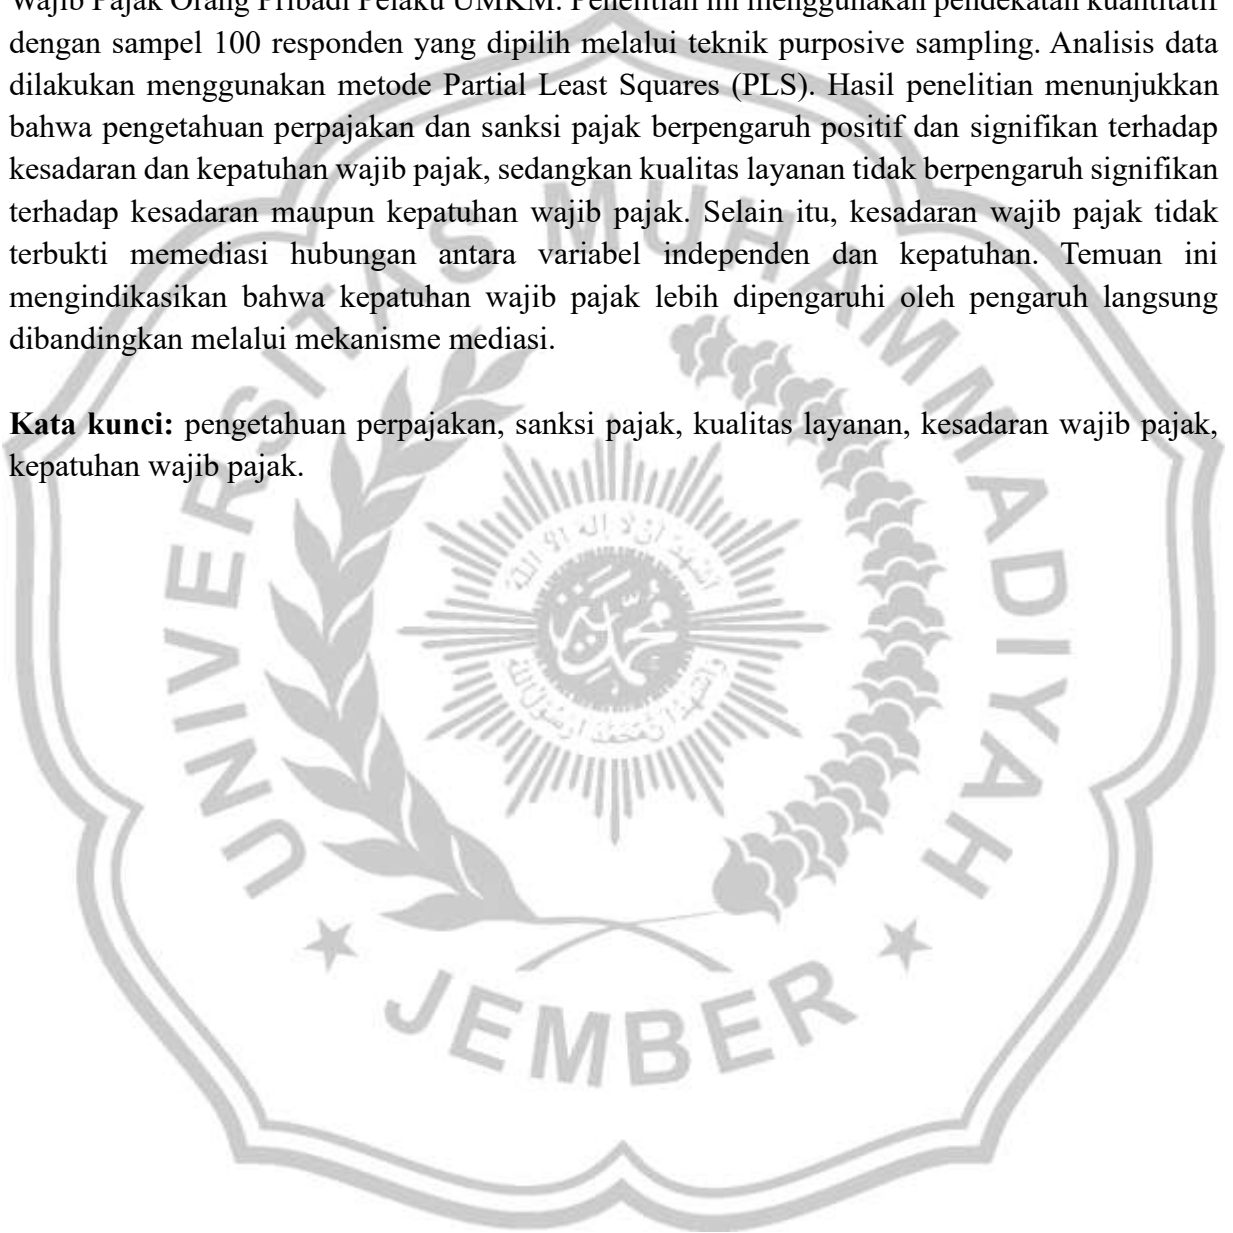 Wajib Pajak Orang Pribadi Pelaku UMKM. Penelitian ini menggunakan pendekatan kuantitatif
dengan sampel 100 responden yang dipilih melalui teknik purposive sampling. Analisis data
dilakukan menggunakan metode Partial Least Squares (PLS). Hasil penelitian menunjukkan
bahwa pengetahuan perpajakan dan sanksi pajak berpengaruh positif dan signifikan terhadap
kesadaran dan kepatuhan wajib pajak, sedangkan kualitas layanan tidak berpengaruh signifikan
terhadap kesadaran maupun kepatuhan wajib pajak. Selain itu, kesadaran wajib pajak tidak
terbukti memediasi hubungan antara variabel independen dan kepatuhan. Temuan ini
mengindikasikan bahwa kepatuhan wajib pajak lebih dipengaruhi oleh pengaruh langsung
dibandingkan melalui mekanisme mediasi.
Kata kunci: pengetahuan perpajakan, sanksi pajak, kualitas layanan, kesadaran wajib pajak,
kepatuhan wajib pajak.
UNIVERSITAS MUHAMMADIYAH
JEMBER